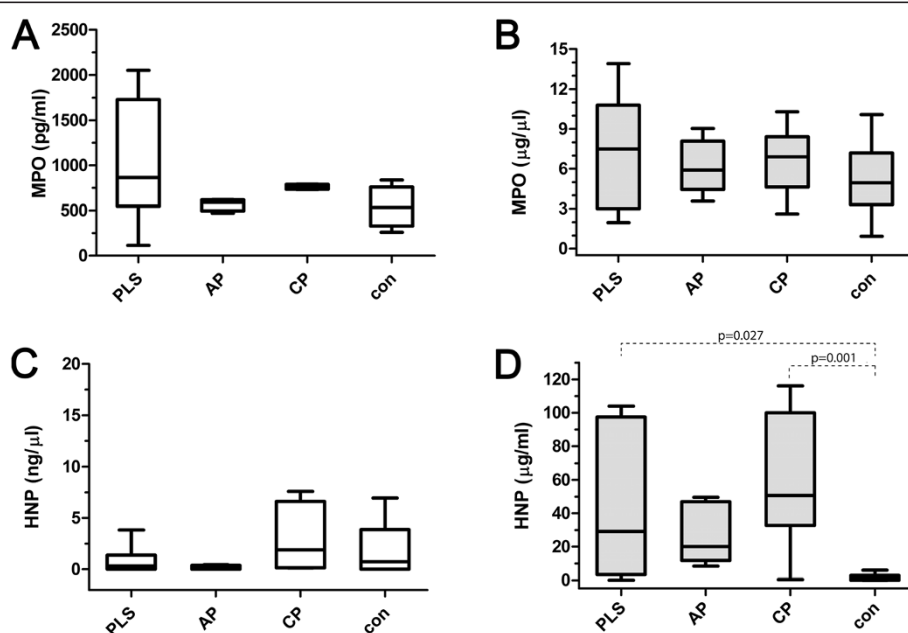 A
MPO (pg/ml)
2500
2000
1500
1000
500
0
PLS
AP
CP
con
B
MPO (µg/µl)
15
12
9
6
3
0
PLS
AP
CP
con
C
HNP (ng/µl)
20
15
10
5
0
PLS
AP
CP
con
D
p=0.027
p=0.001
HNP (µg/ml)
120
100
80
60
40
20
0
PLS
AP
CP
con